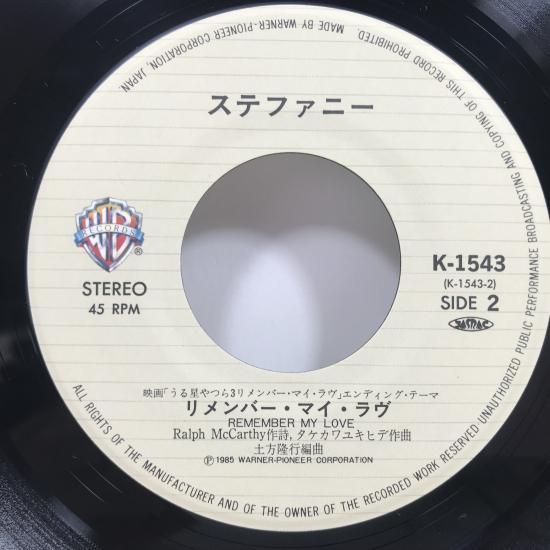 MADE BY WARNER-PIONEER CORPORATION, JAPAN.
ALL RIGHTS OF THE MANUFACTURER AND OF THE OWNER OF THE RECORDED WORK RESERVED. UNAUTHORIZED PUBLIC PERFORMANCE BROADCASTING AND COPYING OF THIS RECORD PROHIBITED.
ステファニー
WB
RECORDS
®
STEREO
45 RPM
K-1543
(K-1543-2)
SIDE 2
JASRAC
映画「うる星やつら3リメンバー・マイ・ラヴ」エンディング・テーマ
リメンバー・マイ・ラヴ
REMEMBER MY LOVE
Ralph McCarthy作詩,タケカワユキヒデ作曲
土方隆行編曲
Ⓟ1985 WARNER-PIONEER CORPORATION